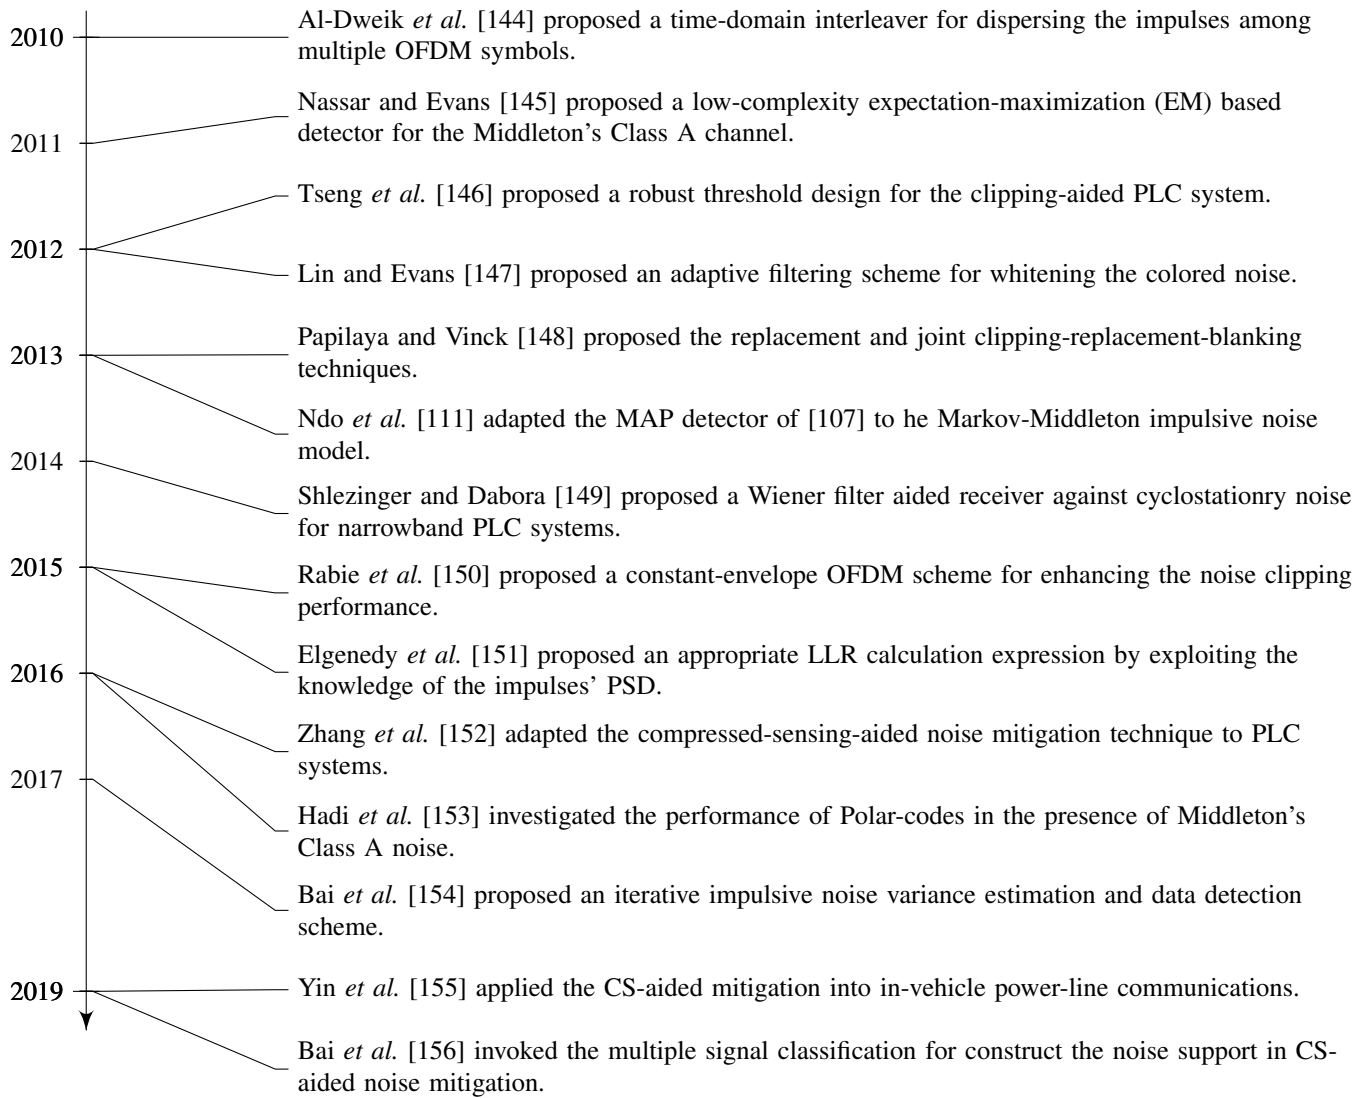 2010
Al-Dweik et al. [144] proposed a time-domain interleaver for dispersing the impulses among
multiple OFDM symbols.
2011
Nassar and Evans [145] proposed a low-complexity expectation-maximization (EM) based
detector for the Middleton's Class A channel.
2012
Tseng et al. [146] proposed a robust threshold design for the clipping-aided PLC system.
Lin and Evans [147] proposed an adaptive filtering scheme for whitening the colored noise.
2013
Papilaya and Vinck [148] proposed the replacement and joint clipping-replacement-blanking
techniques.
Ndo et al. [111] adapted the MAP detector of [107] to he Markov-Middleton impulsive noise
model.
2014
Shlezinger and Dabora [149] proposed a Wiener filter aided receiver against cyclostationry noise
for narrowband PLC systems.
2015
Rabie et al. [150] proposed a constant-envelope OFDM scheme for enhancing the noise clipping
performance.
Elgenedy et al. [151] proposed an appropriate LLR calculation expression by exploiting the
knowledge of the impulses' PSD.
2016
Zhang et al. [152] adapted the compressed-sensing-aided noise mitigation technique to PLC
systems.
Hadi et al. [153] investigated the performance of Polar-codes in the presence of Middleton's
Class A noise.
2017
Bai et al. [154] proposed an iterative impulsive noise variance estimation and data detection
scheme.
2019
Yin et al. [155] applied the CS-aided mitigation into in-vehicle power-line communications.
Bai et al. [156] invoked the multiple signal classification for construct the noise support in CS-
aided noise mitigation.